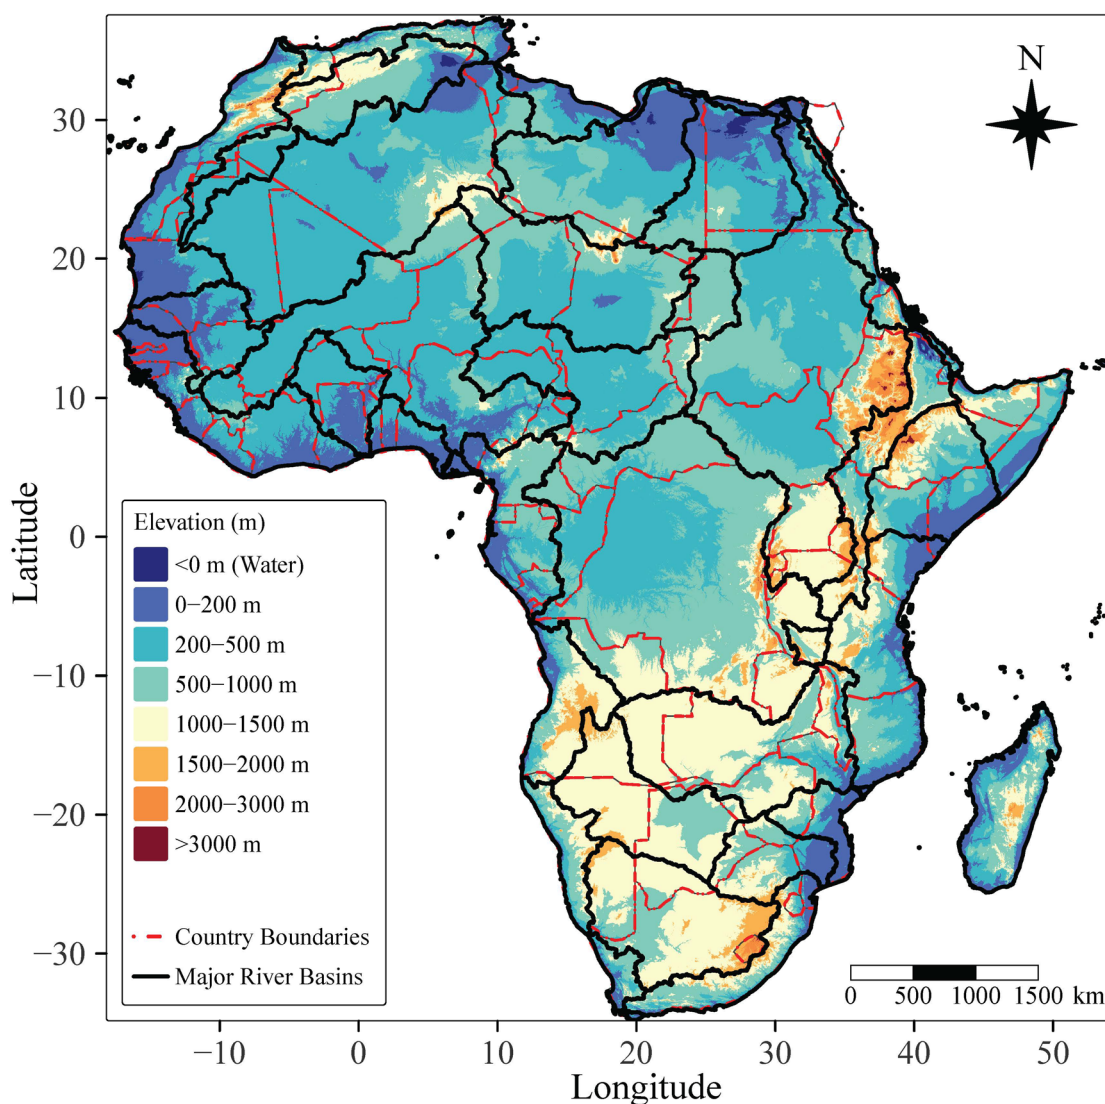 N
30
20
10
0
−10
−20
−30
Latitude
Elevation (m)
<0 m (Water)
0−200 m
200−500 m
500−1000 m
1000−1500 m
1500−2000 m
2000−3000 m
>3000 m
Country Boundaries
Major River Basins
0 500 1000 1500 km
−10 0 10 20 30 40 50
Longitude